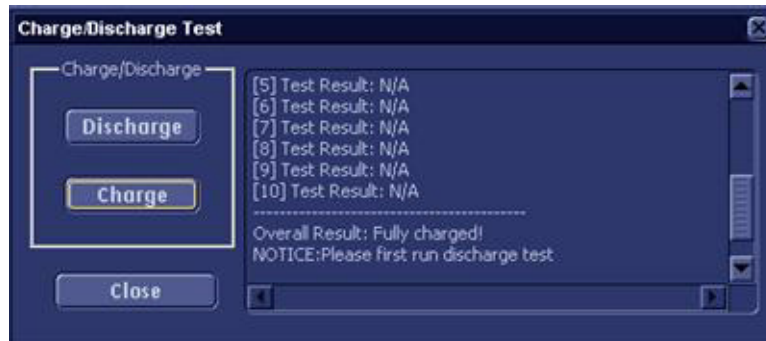 Charge/Discharge Test
Charge/Discharge
Discharge
Charge
Close
[5] Test Result: N/A
[6] Test Result: N/A
[7] Test Result: N/A
[8] Test Result: N/A
[9] Test Result: N/A
[10] Test Result: N/A
----------------------------------------
Overall Result: Fully charged!
NOTICE:Please first run discharge test